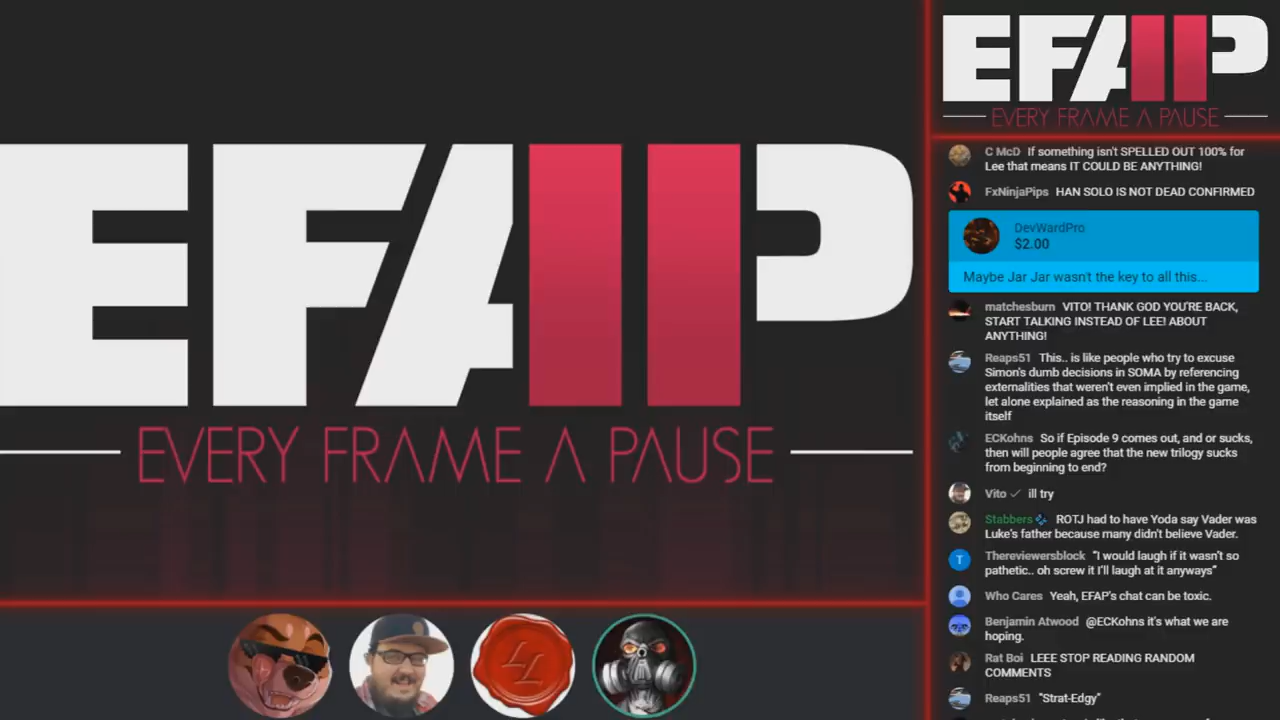 EFAP
EVERY FRAME A PAUSE
EFAP
EVERY FRAME A PAUSE
C McD If something isn't SPELLED OUT 100% for
Lee that means IT COULD BE ANYTHING!
FxNinjaPips HAN SOLO IS NOT DEAD CONFIRMED
DevWardPro
$2.00
Maybe Jar Jar wasn't the key to all this...
matchesburn VITO! THANK GOD YOU'RE BACK,
START TALKING INSTEAD OF LEE! ABOUT
ANYTHING!
Reaps51 This.. is like people who try to excuse
Simon's dumb decisions in SOMA by referencing
externalities that weren't even implied in the game,
let alone explained as the reasoning in the game
itself
ECKohns So if Episode 9 comes out, and or sucks,
then will people agree that the new trilogy sucks
from beginning to end?
Vito ill try
Stabbers ROTJ had to have Yoda say Vader was
Luke's father because many didn't believe Vader.
T
Thereviewersblock "I would laugh if it wasn't so
pathetic.. oh screw it I'll laugh at it anyways"
Who Cares Yeah, EFAP's chat can be toxic.
Benjamin Atwood @ECKohns it's what we are
hoping.
Rat Boi LEEE STOP READING RANDOM
COMMENTS
Reaps51 "Strat-Edgy"
LL